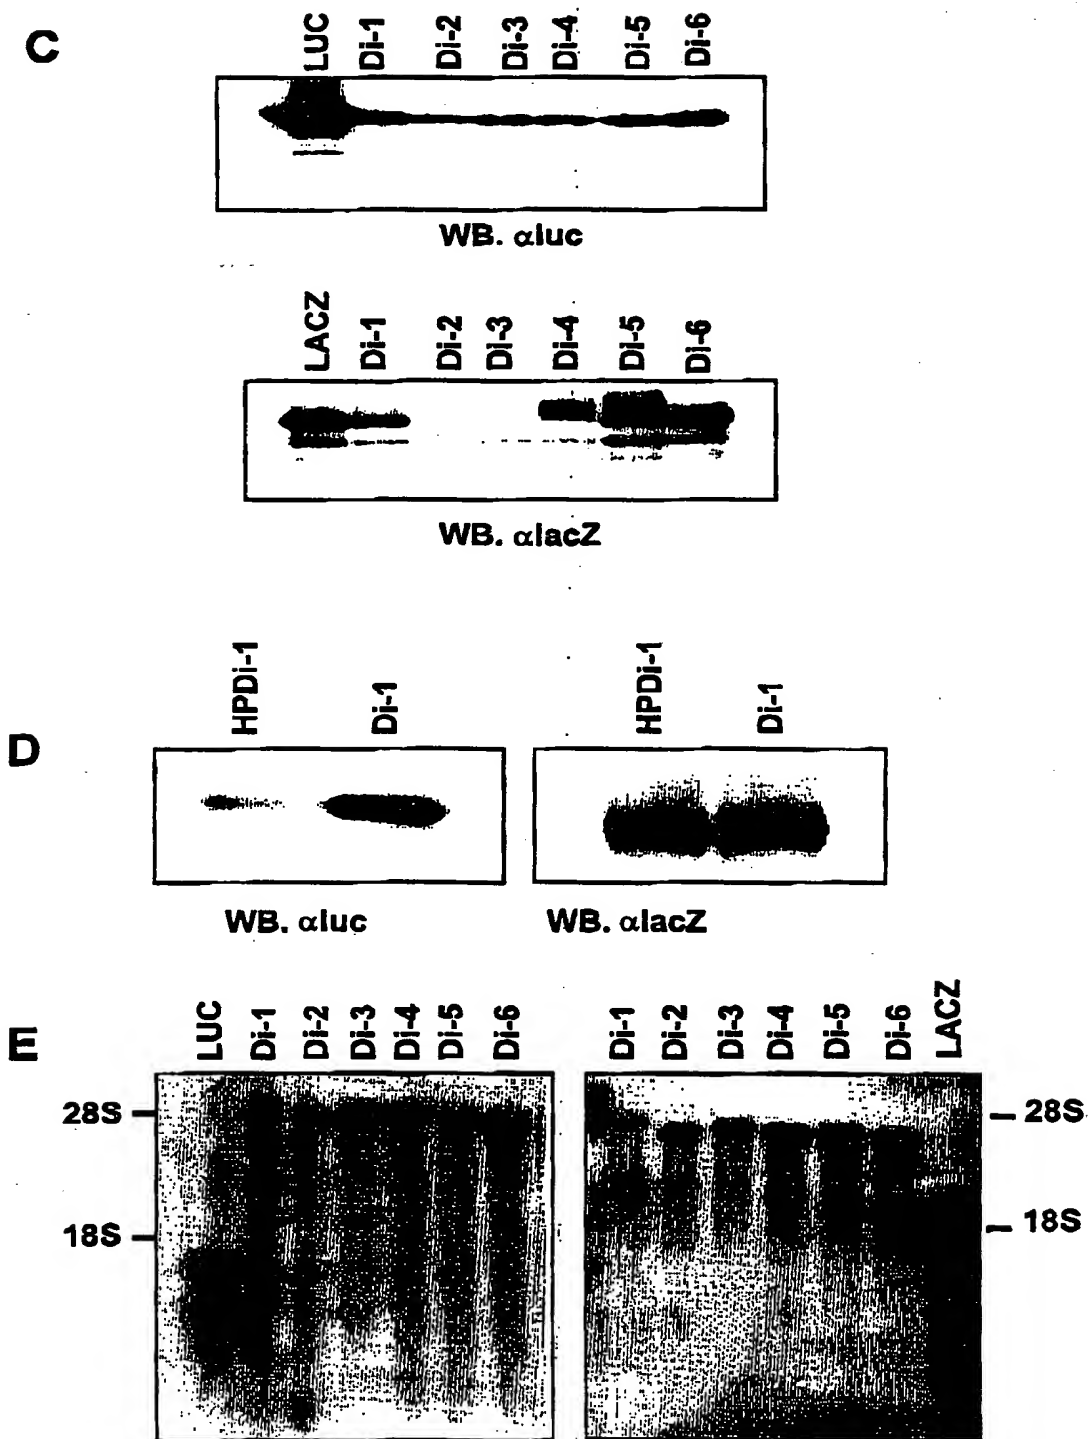 C
LUC Di-1 Di-2 Di-3 Di-4 Di-5 Di-6
WB. αluc
LACZ Di-1 Di-2 Di-3 Di-4 Di-5 Di-6
WB. αlacZ
D
HPDi-1 Di-1
HPDi-1 Di-1
WB. αluc
WB. αlacZ
E
LUC Di-1 Di-2 Di-3 Di-4 Di-5 Di-6
Di-1 Di-2 Di-3 Di-4 Di-5 Di-6 LACZ
28S
28S
18S
18S